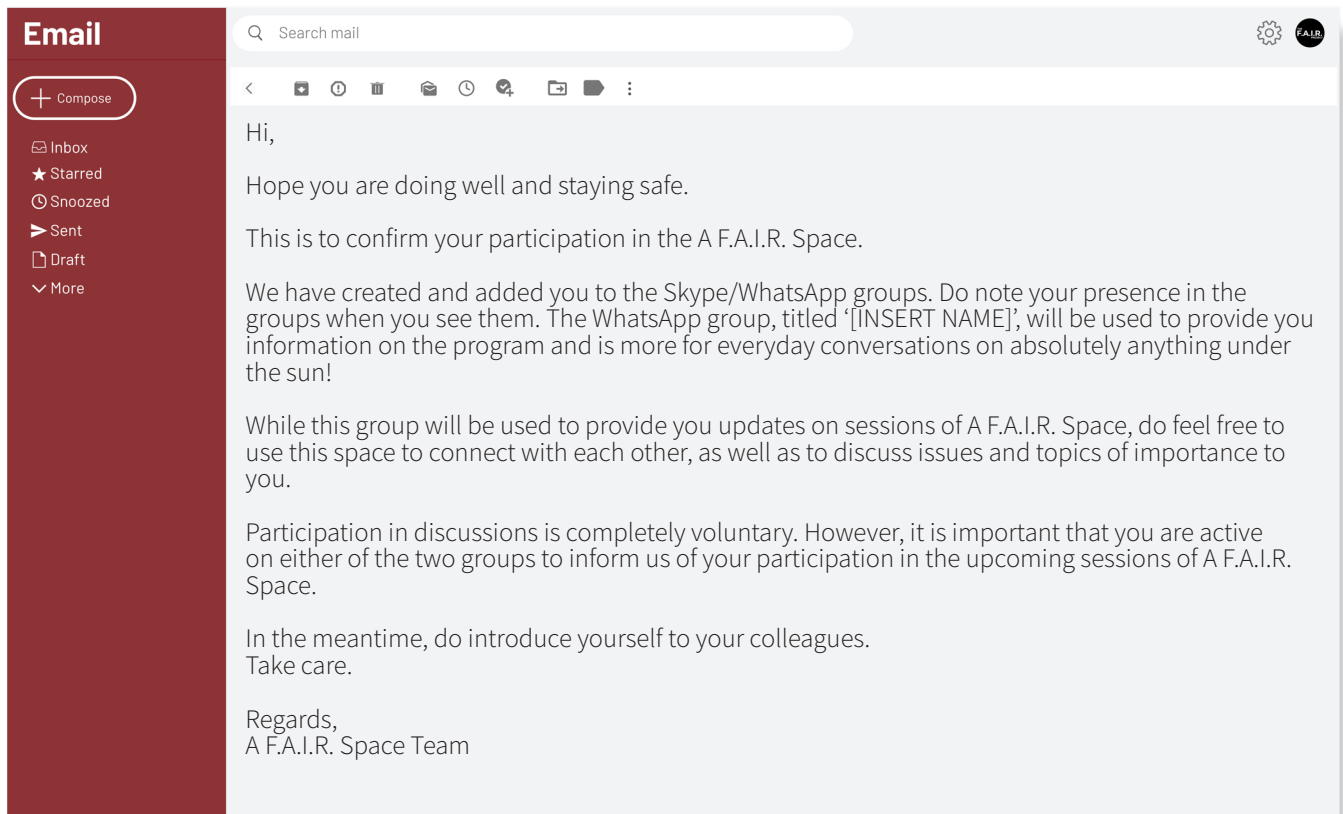 Email
Search mail
F.A.I.R.
Compose
Inbox
Starred
Snoozed
Sent
Draft
More
Hi,
Hope you are doing well and staying safe.
This is to confirm your participation in the A F.A.I.R. Space.
We have created and added you to the Skype/WhatsApp groups. Do note your presence in the
groups when you see them. The WhatsApp group, titled ‘[INSERT NAME]’, will be used to provide you
information on the program and is more for everyday conversations on absolutely anything under
the sun!
While this group will be used to provide you updates on sessions of A F.A.I.R. Space, do feel free to
use this space to connect with each other, as well as to discuss issues and topics of importance to
you.
Participation in discussions is completely voluntary. However, it is important that you are active
on either of the two groups to inform us of your participation in the upcoming sessions of A F.A.I.R.
Space.
In the meantime, do introduce yourself to your colleagues.
Take care.
Regards,
A F.A.I.R. Space Team